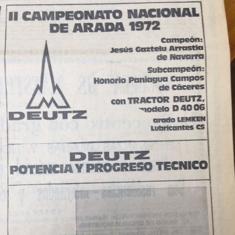 II CAMPEONATO NACIONAL
DE ARADA 1972
Campeón:
Jesús Gaztelu Arrastia
de Navarra
Subcampeón:
Honorio Paniagua Campos
de Cáceres
con TRACTOR DEUTZ,
modelo D 40 06
arado LEMKEN
Lubricantes CS
DEUTZ
DEUTZ
POTENCIA Y PROGRESO TECNICO